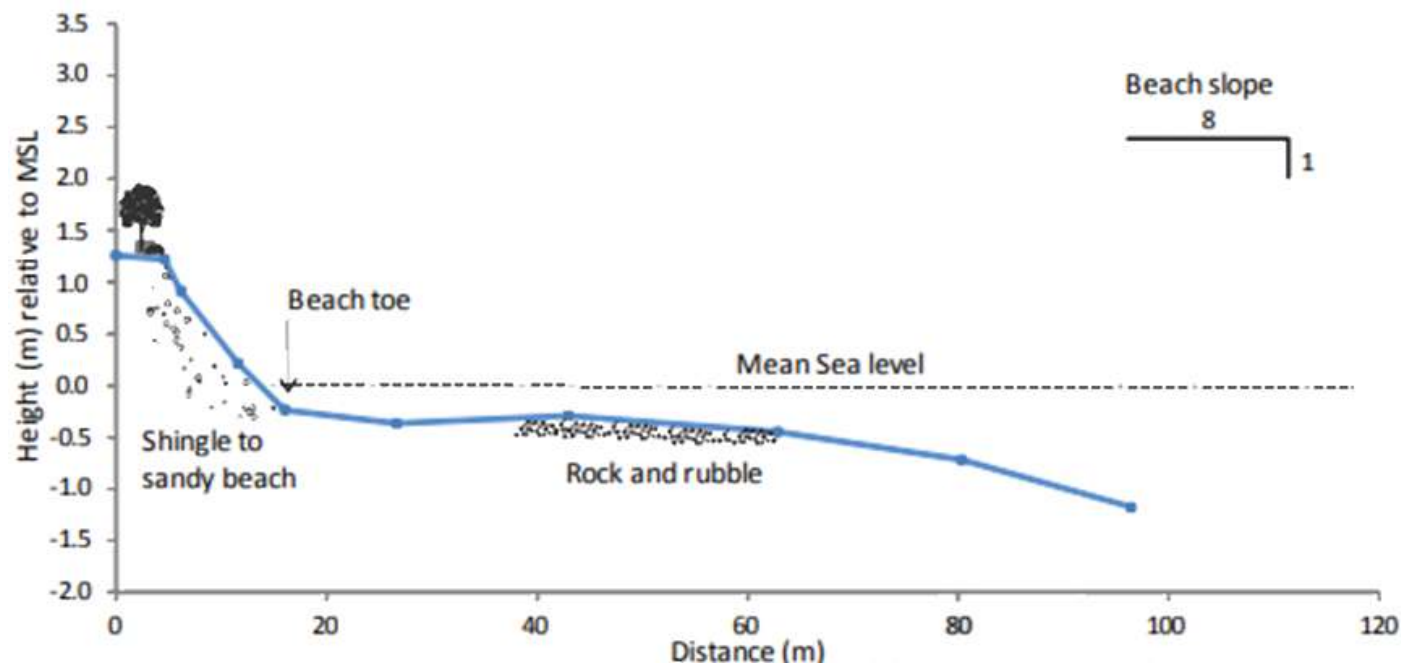 3.5
3.0
2.5
2.0
1.5
1.0
0.5
0.0
-0.5
-1.0
-1.5
-2.0
Height (m) relative to MSL
Beach slope
8
1
Beach toe
Mean Sea level
Shingle to
sandy beach
Rock and rubble
0
20
40
60
80
100
120
Distance (m)